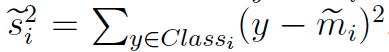 s̃ᵢ² = ∑_{y∈Classᵢ}(y − m̃ᵢ)²